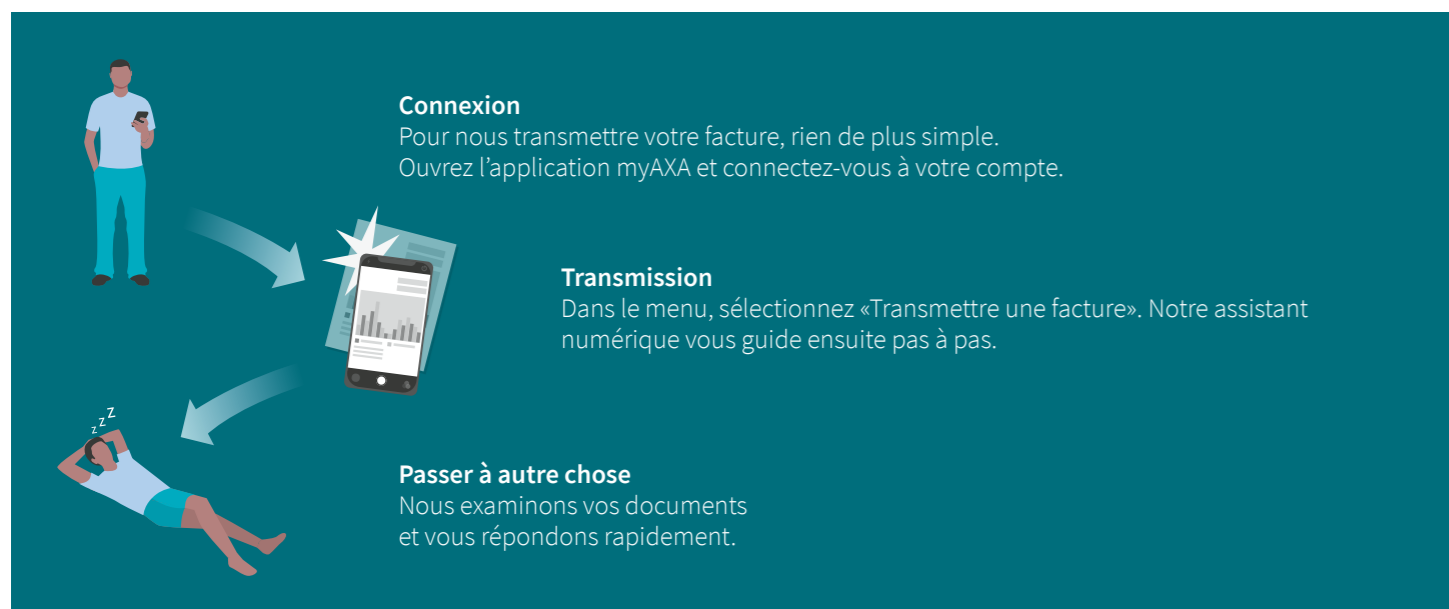 Connexion
Pour nous transmettre votre facture, rien de plus simple.
Ouvrez l’application myAXA et connectez-vous à votre compte.
Transmission
Dans le menu, sélectionnez «Transmettre une facture». Notre assistant
numérique vous guide ensuite pas à pas.
z z Z
Passer à autre chose
Nous examinons vos documents
et vous répondons rapidement.